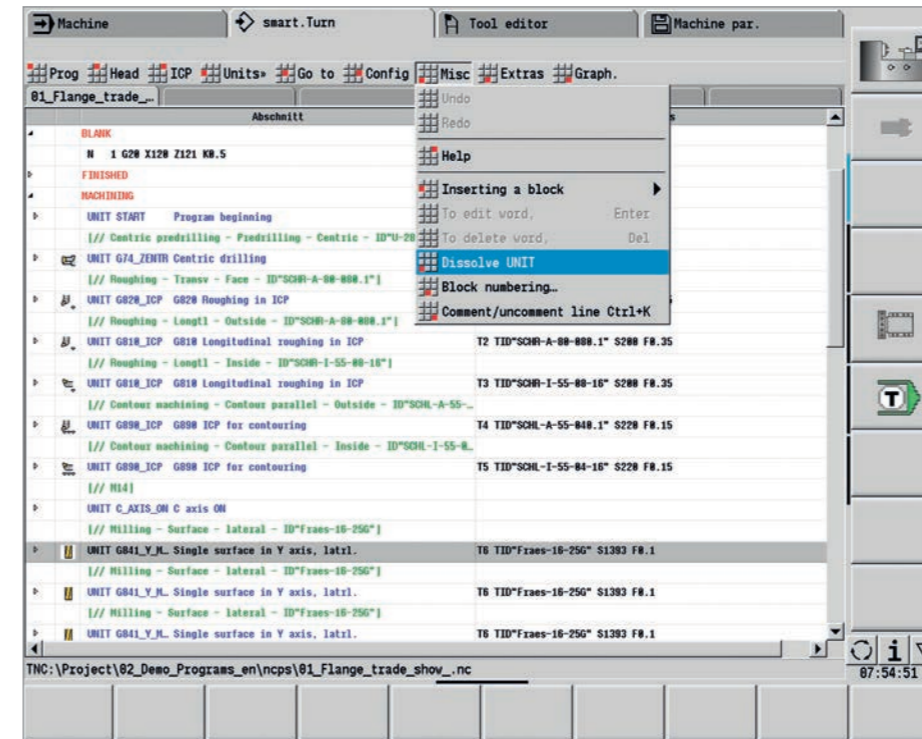 Machine smart.Turn Tool editor Machine par.
Prog Head ICP Units» Go to Config Misc Extras Graph.
01_Flange_trade_…
Abschnitt s
Undo
Redo
Help
Inserting a block
To edit word, Enter
To delete word, Del
Dissolve UNIT
Block numbering…
Comment/uncomment line Ctrl+K
BLANK
N 1 G20 X120 Z121 K0.5
FINISHED
MACHINING
UNIT START Program beginning
[// Centric predrilling - Predrilling - Centric - ID"U-20
UNIT G74_ZENTR Centric drilling
[// Roughing - Transv - Face - ID"SCHR-A-80-080.1"]
UNIT G820_ICP G820 Roughing in ICP
[// Roughing - Longtl - Outside - ID"SCHR-A-80-080.1"]
UNIT G810_ICP G810 Longitudinal roughing in ICP T2 TID"SCHR-A-80-080.1" S200 F0.35
[// Roughing - Longtl - Inside - ID"SCHR-I-55-08-16"]
UNIT G810_ICP G810 Longitudinal roughing in ICP T3 TID"SCHR-I-55-08-16" S200 F0.35
[// Contour machining - Contour parallel - Outside - ID"SCHL-A-55-…
UNIT G890_ICP G890 ICP for contouring T4 TID"SCHL-A-55-040.1" S220 F0.15
[// Contour machining - Contour parallel - Inside - ID"SCHL-I-55-0…
UNIT G890_ICP G890 ICP for contouring T5 TID"SCHL-I-55-04-16" S220 F0.15
[// M14]
UNIT C_AXIS_ON C axis ON
[// Milling - Surface - lateral - ID"Fraes-16-25G"]
UNIT G841_Y_M… Single surface in Y axis, latrl. T6 TID"Fraes-16-25G" S1393 F0.1
[// Milling - Surface - lateral - ID"Fraes-16-25G"]
UNIT G841_Y_M… Single surface in Y axis, latrl. T6 TID"Fraes-16-25G" S1393 F0.1
[// Milling - Surface - lateral - ID"Fraes-16-25G"]
UNIT G841_Y_M… Single surface in Y axis, latrl. T6 TID"Fraes-16-25G" S1393 F0.1
TNC:\Project\02_Demo_Programs_en\ncps\01_Flange_trade_show_.nc
T
i
07:54:51